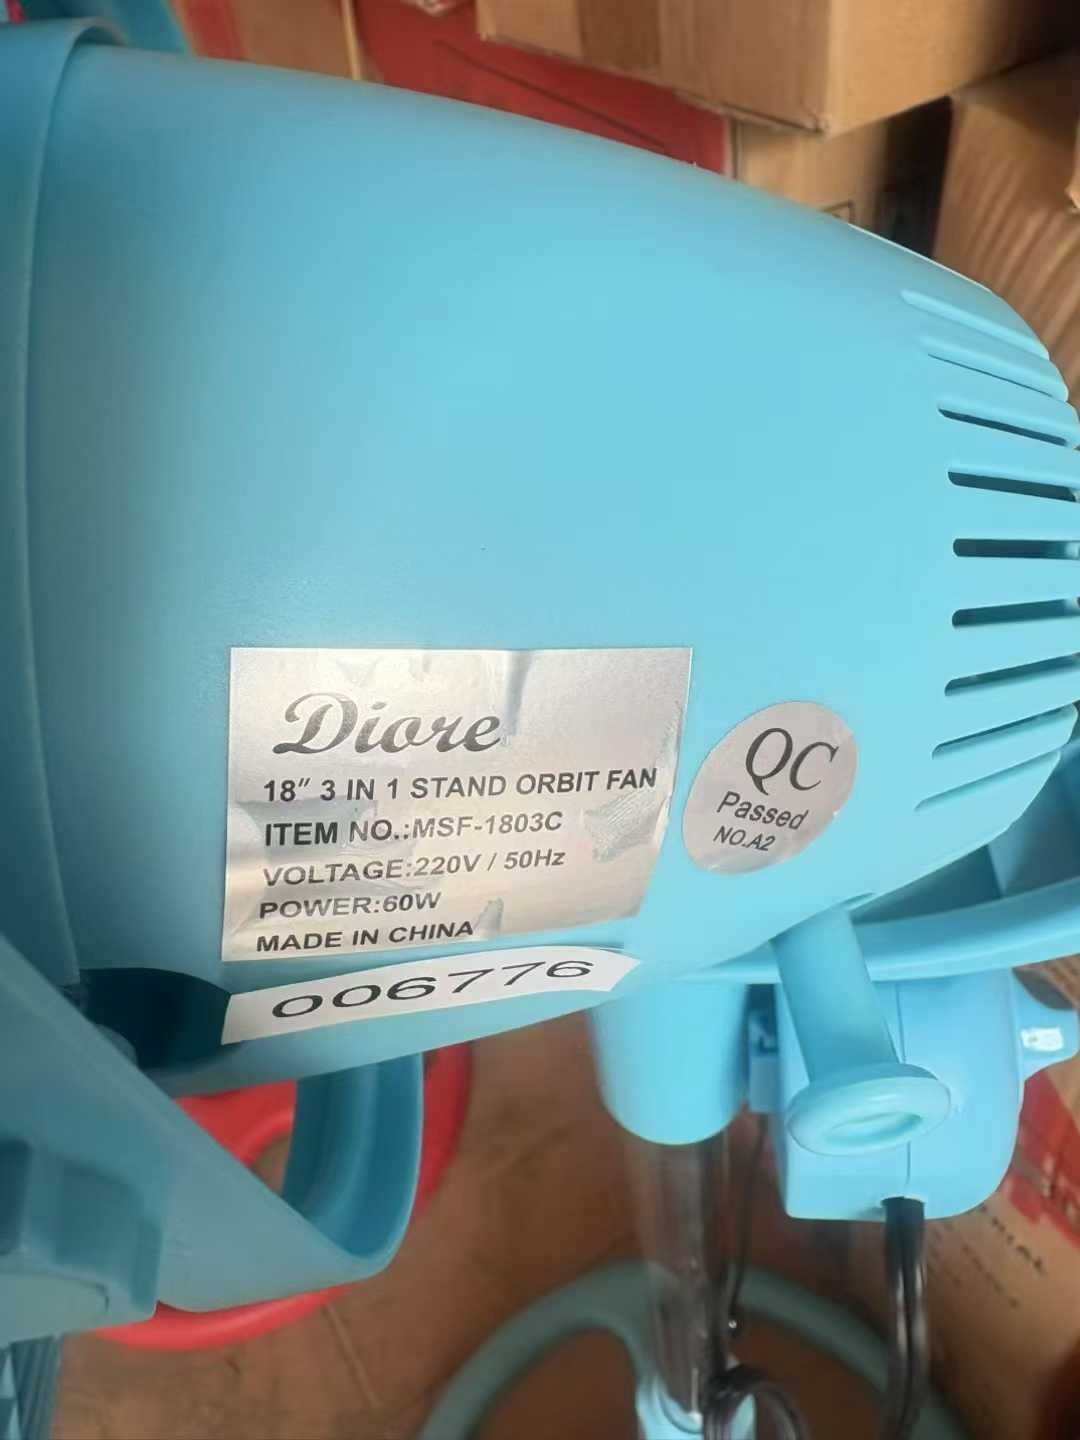 Diore
18" 3 IN 1 STAND ORBIT FAN
ITEM NO.:MSF-1803C
VOLTAGE:220V / 50Hz
POWER:60W
MADE IN CHINA
006776
QC
Passed
NO.A2